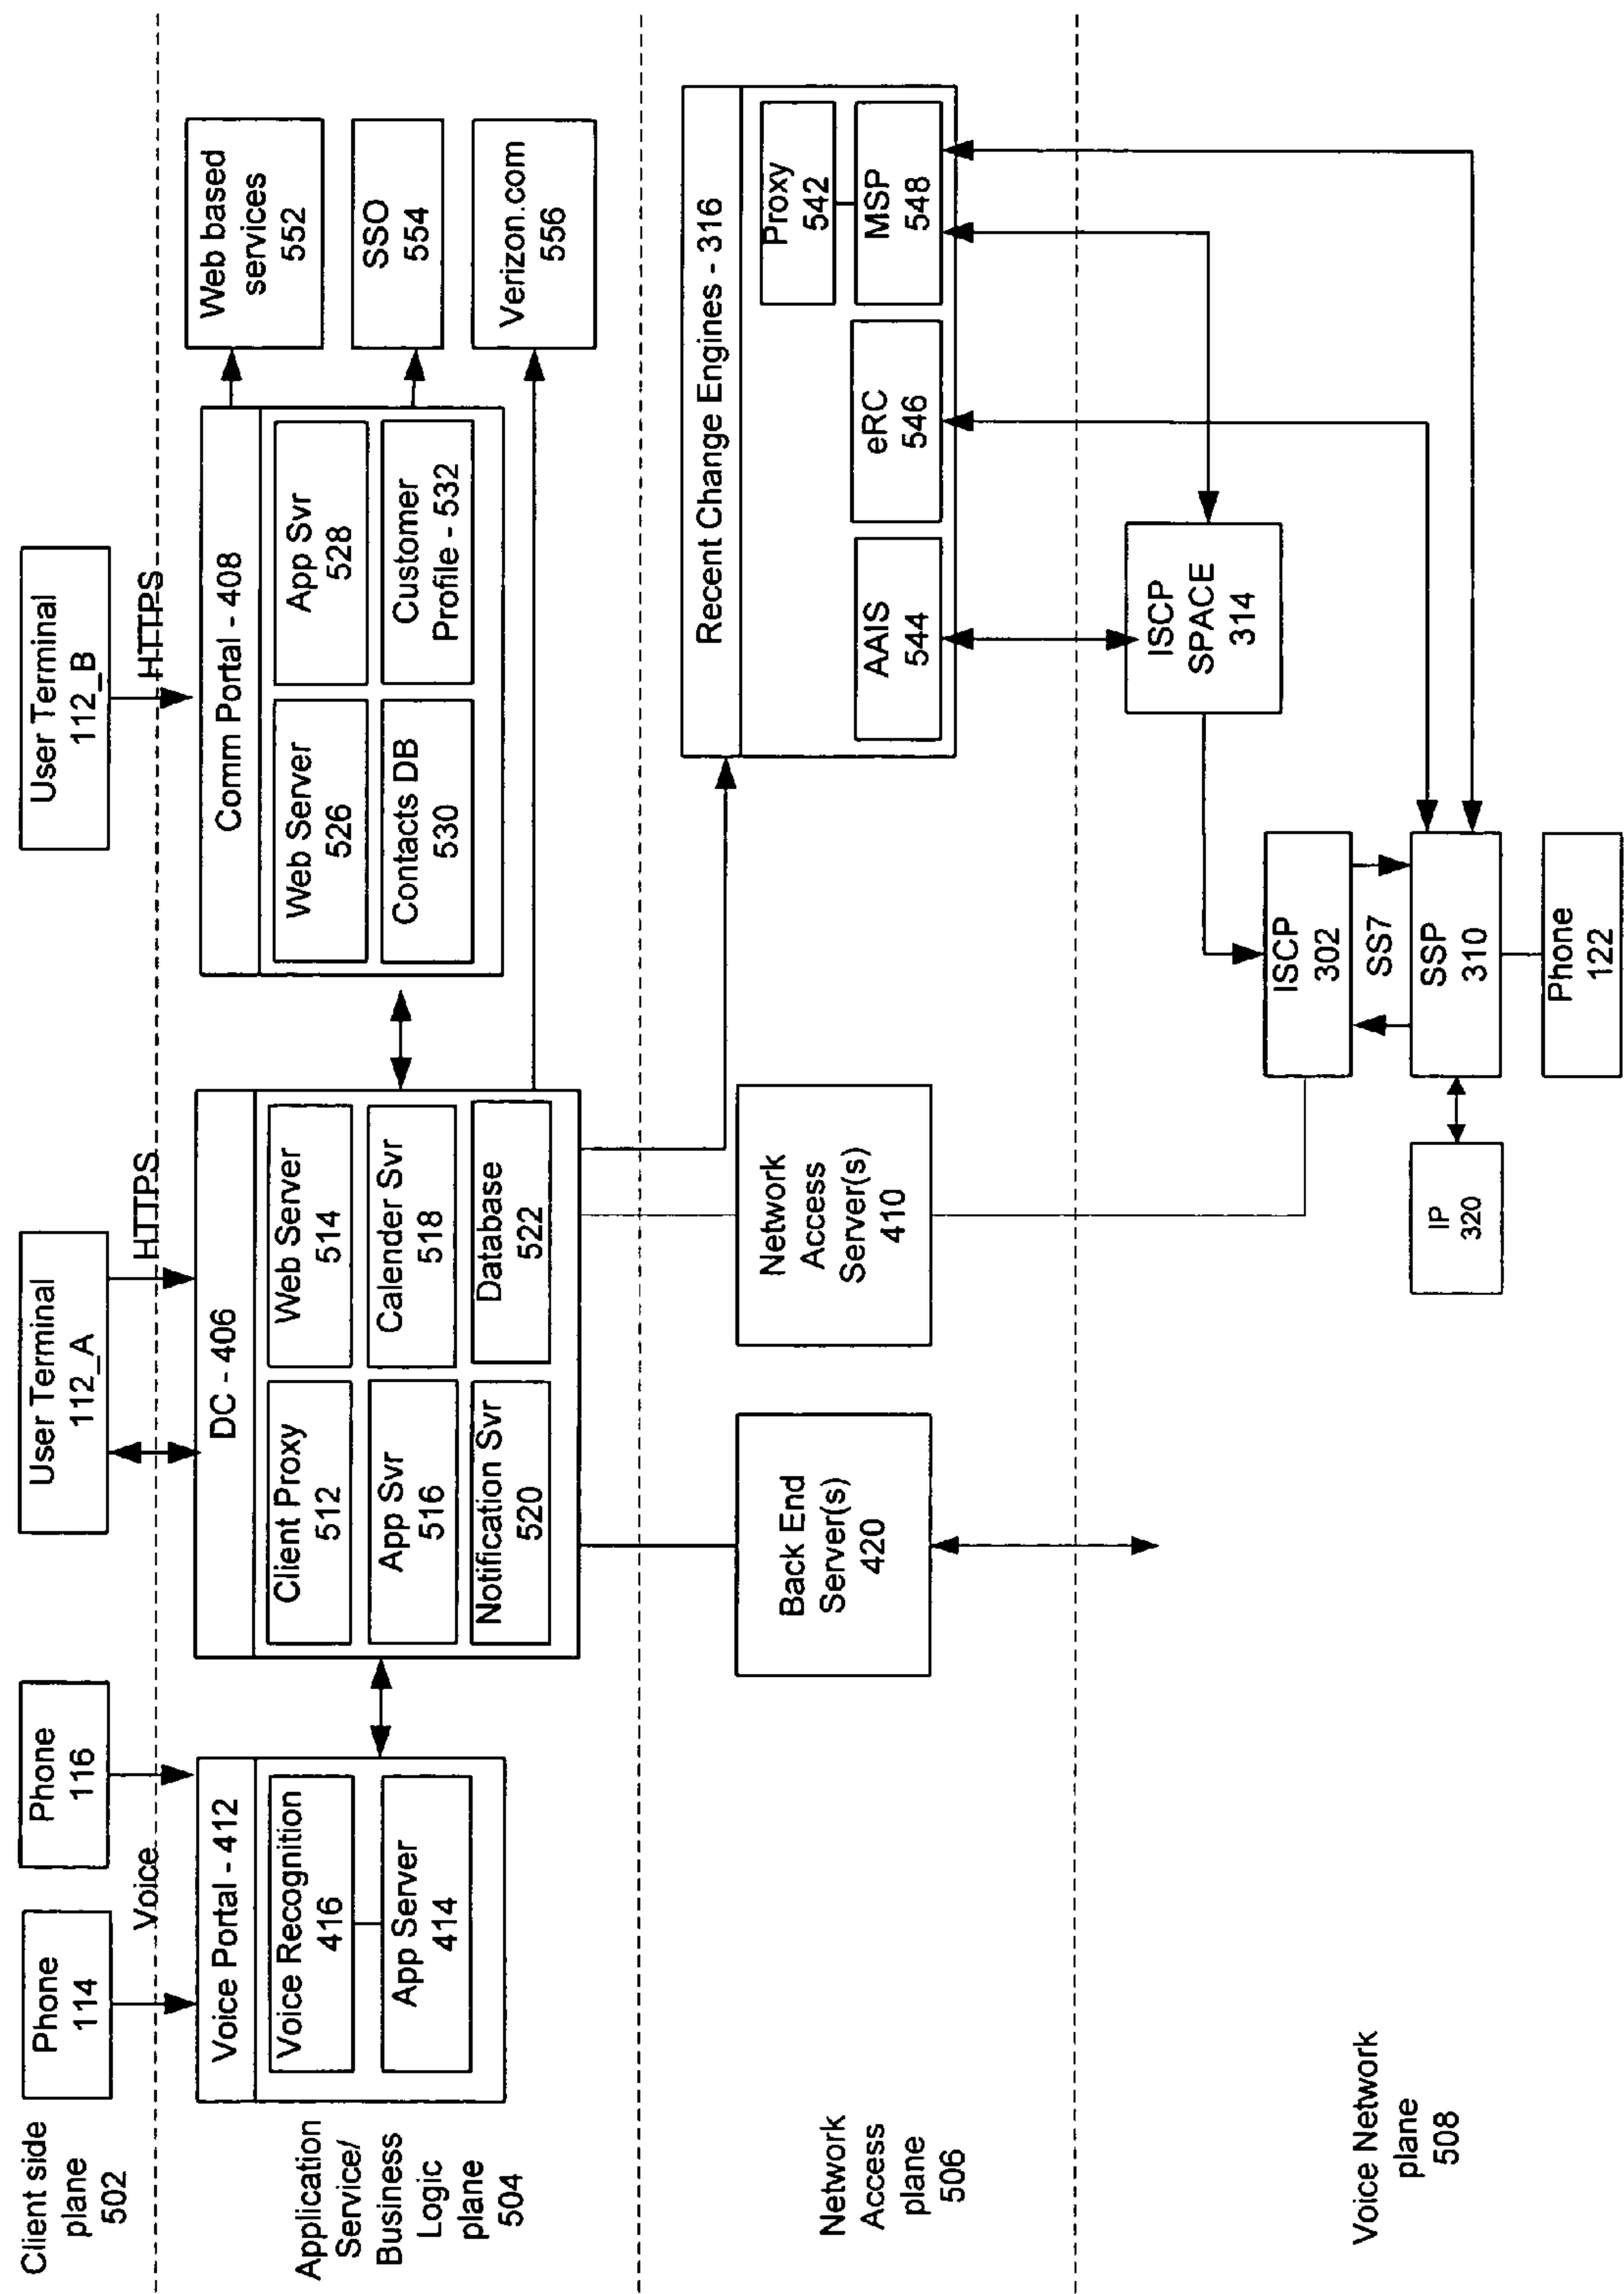 Client side
plane
502
Phone
114
Phone
116
User Terminal
112_A
User Terminal
112_B
Voice
HTTPS
HTTPS
Application
Service/
Business
Logic
plane
504
Voice Portal - 412
Voice Recognition
416
App Server
414
DC - 406
Client Proxy
512
Web Server
514
App Svr
516
Calender Svr
518
Notification Svr
520
Database
522
Comm Portal - 408
Web Server
526
App Svr
528
Contacts DB
530
Customer
Profile - 532
Web based
services
552
SSO
554
Verizon.com
556
Network
Access
plane
506
Back End
Server(s)
420
Network
Access
Server(s)
410
Recent Change Engines - 316
Proxy
542
AAIS
544
eRC
546
MSP
548
Voice Network
plane
508
ISCP
SPACE
314
ISCP
302
SS7
SSP
310
IP
320
Phone
122